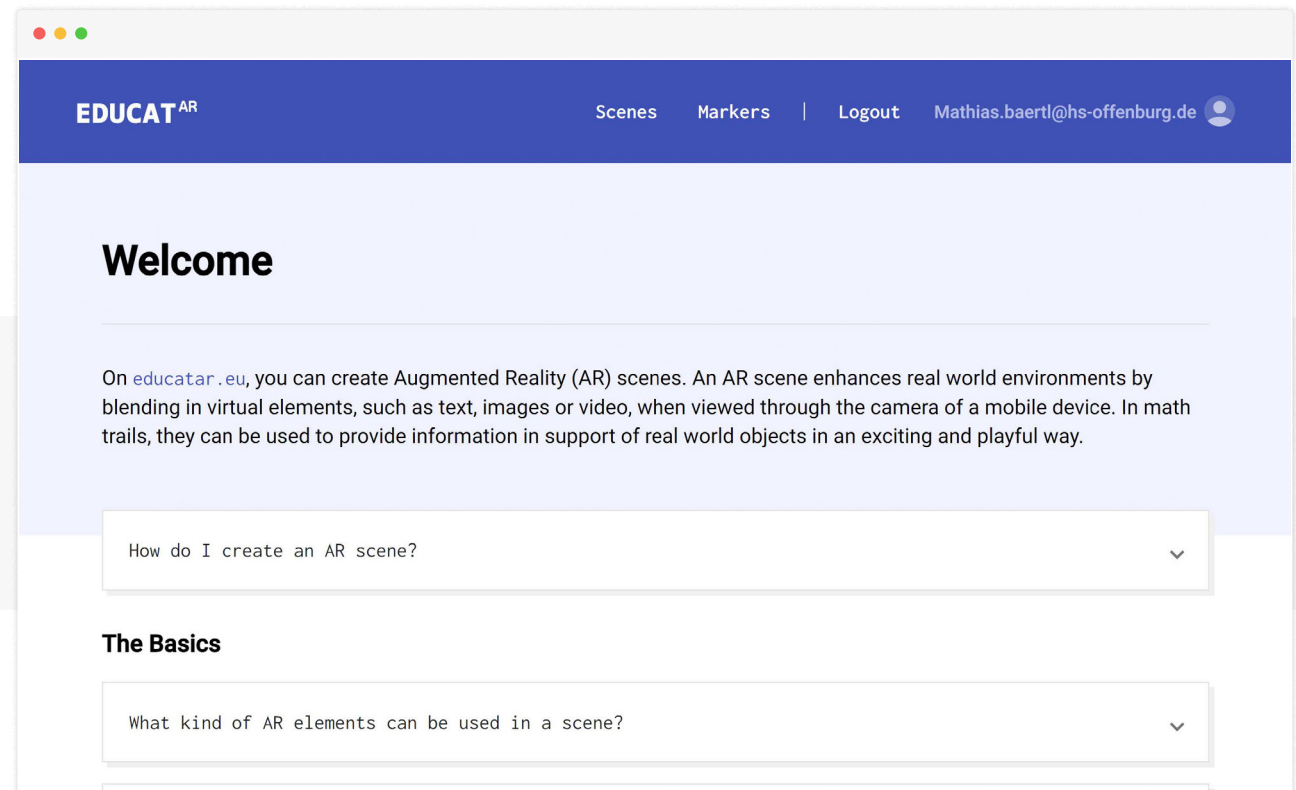 EDUCAT AR
Scenes Markers | Logout Mathias.baertl@hs-offenburg.de
Welcome
On educatar.eu, you can create Augmented Reality (AR) scenes. An AR scene enhances real world environments by
blending in virtual elements, such as text, images or video, when viewed through the camera of a mobile device. In math
trails, they can be used to provide information in support of real world objects in an exciting and playful way.
How do I create an AR scene?
The Basics
What kind of AR elements can be used in a scene?